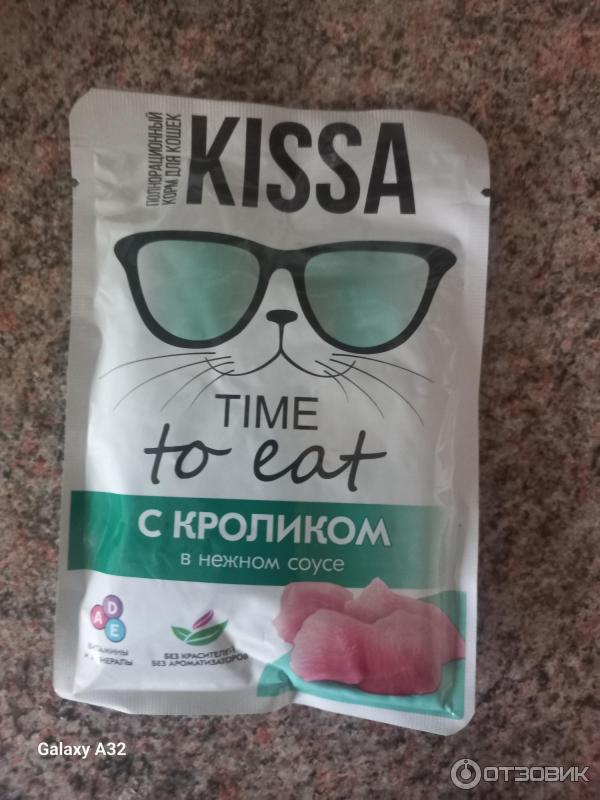 ПОЛНОРАЦИОННЫЙ
КОРМ ДЛЯ КОШЕК
KISSA
TIME
to eat
С КРОЛИКОМ
в нежном соусе
A D E
ВИТАМИНЫ
И МИНЕРАЛЫ
БЕЗ КРАСИТЕЛЕЙ
БЕЗ АРОМАТИЗАТОРОВ
Galaxy A32
ОТЗОВИК